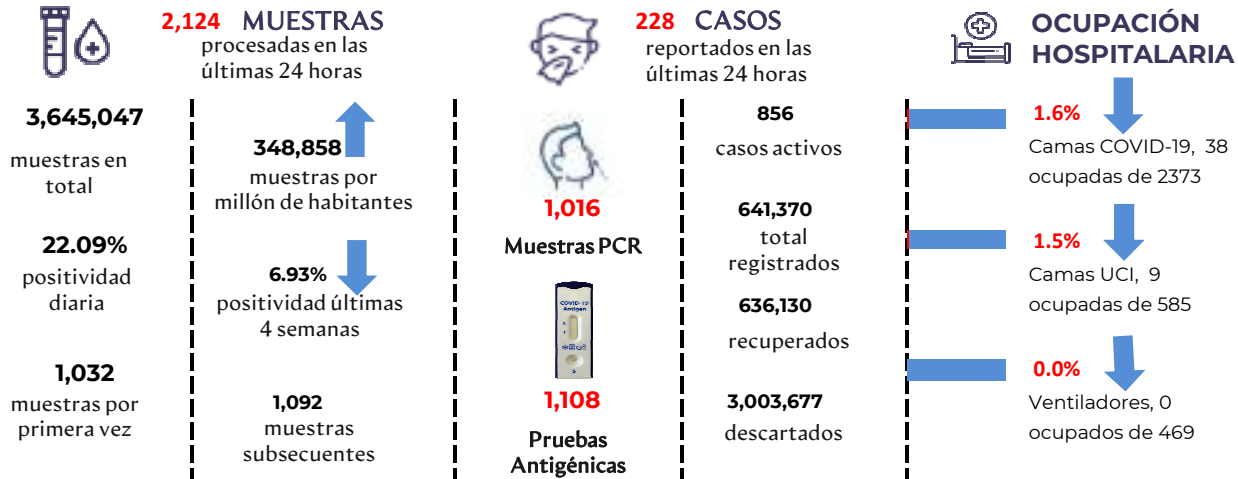 2,124 MUESTRAS
procesadas en las
últimas 24 horas
3,645,047
muestras en
total
348,858
muestras por
millón de habitantes
22.09%
positividad
diaria
6.93%
positividad últimas
4 semanas
1,032
muestras por
primera vez
1,092
muestras
subsecuentes
228 CASOS
reportados en las
últimas 24 horas
1,016
Muestras PCR
COVID-19
Antigen
C
T
S
1,108
Pruebas
Antigénicas
856
casos activos
641,370
total
registrados
636,130
recuperados
3,003,677
descartados
OCUPACIÓN
HOSPITALARIA
1.6%
Camas COVID-19, 38
ocupadas de 2373
1.5%
Camas UCI, 9
ocupadas de 585
0.0%
Ventiladores, 0
ocupados de 469